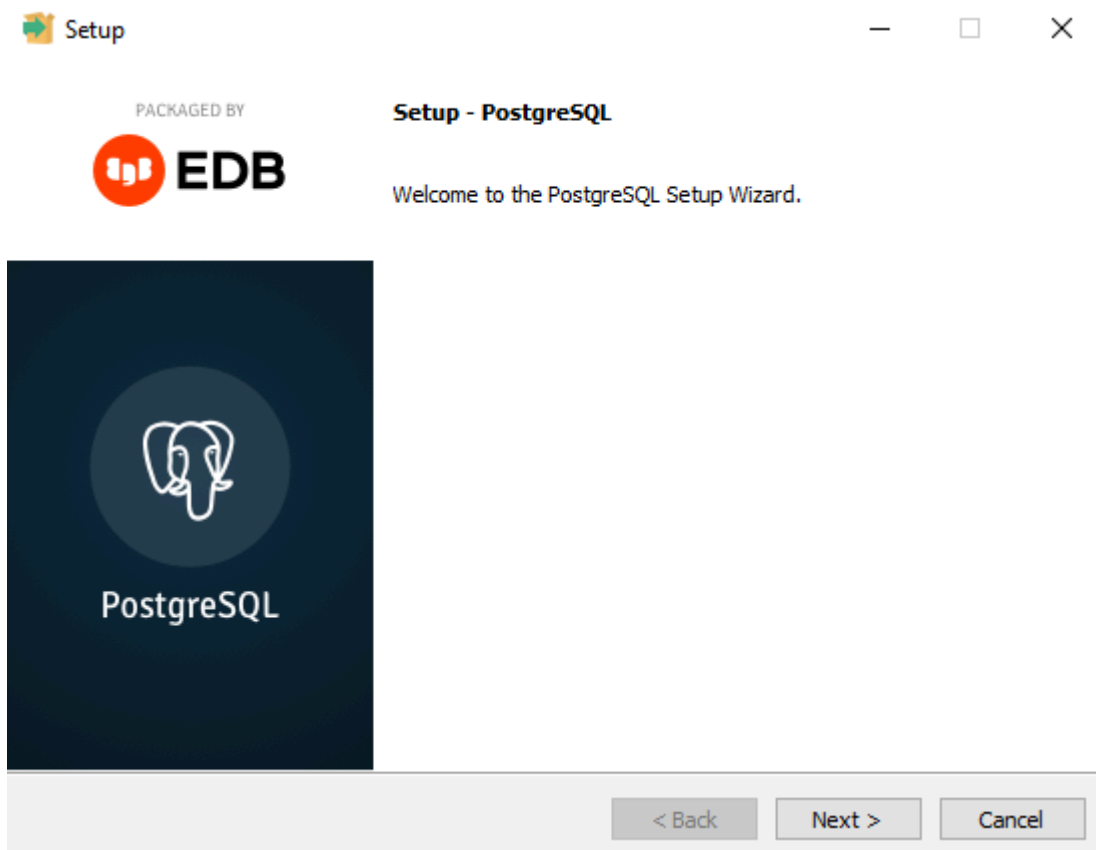 Setup
PACKAGED BY
EDB
Setup - PostgreSQL
Welcome to the PostgreSQL Setup Wizard.
PostgreSQL
< Back
Next >
Cancel